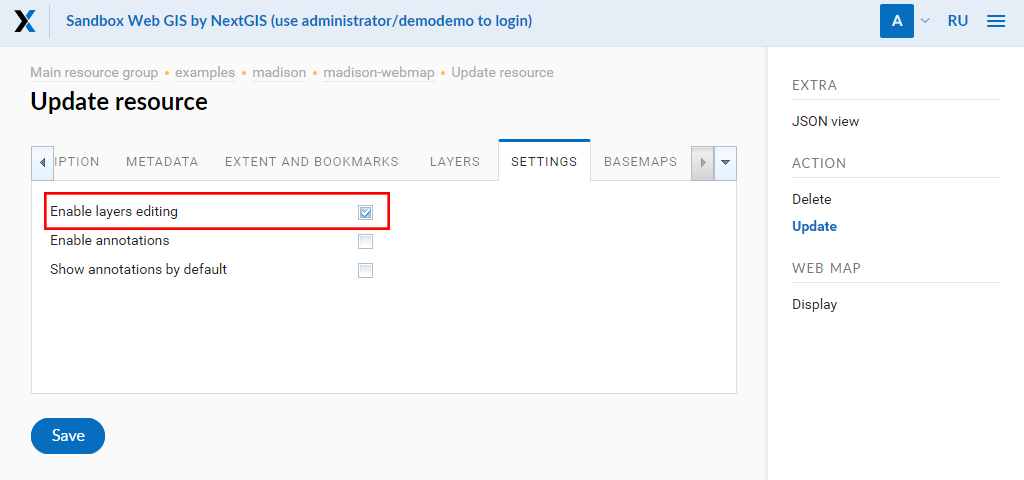 Sandbox Web GIS by NextGIS (use administrator/demodemo to login)
A
RU
Main resource group • examples • madison • madison-webmap • Update resource
Update resource
IPTION
METADATA
EXTENT AND BOOKMARKS
LAYERS
SETTINGS
BASEMAPS
Enable layers editing
Enable annotations
Show annotations by default
Save
EXTRA
JSON view
ACTION
Delete
Update
WEB MAP
Display